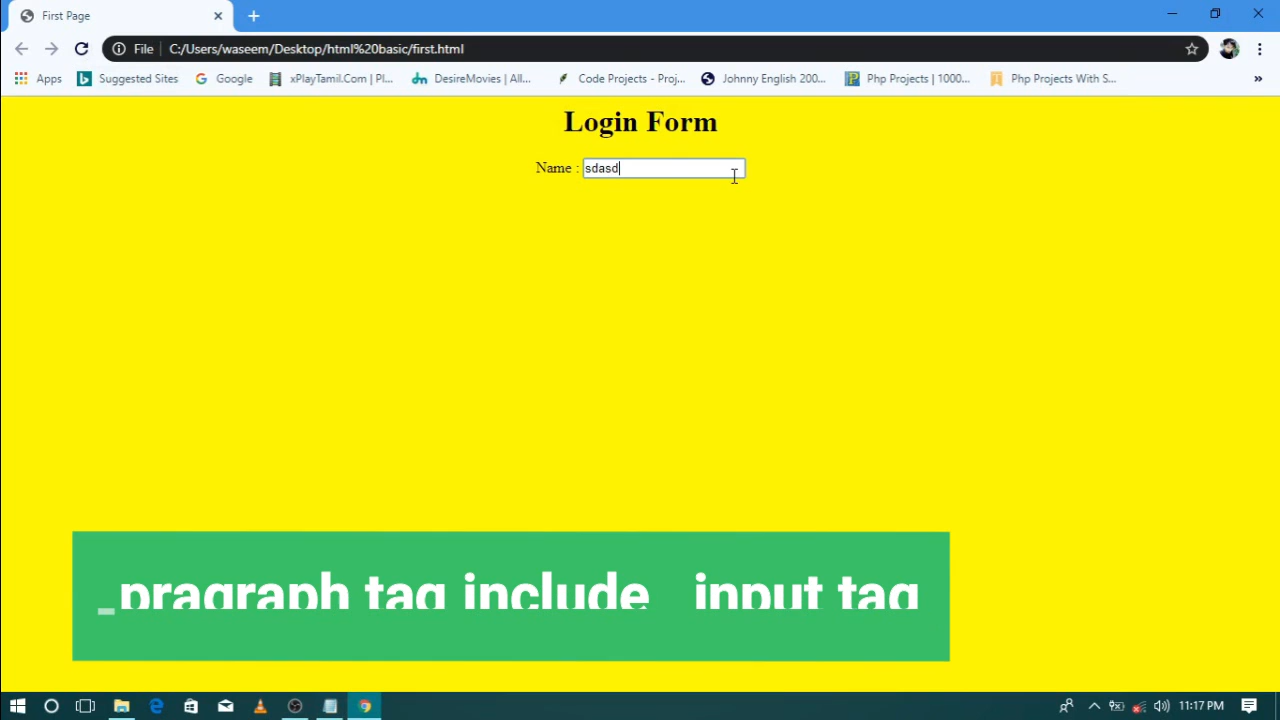 First Page
File C:/Users/waseem/Desktop/html%20basic/first.html
Apps Suggested Sites Google xPlayTamil.Com | Pl... DesireMovies | All... Code Projects - Proj... Johnny English 200... Php Projects | 1000... Php Projects With S... »
Login Form
Name : sdasd
_pragraph tag include input tag
11:17 PM